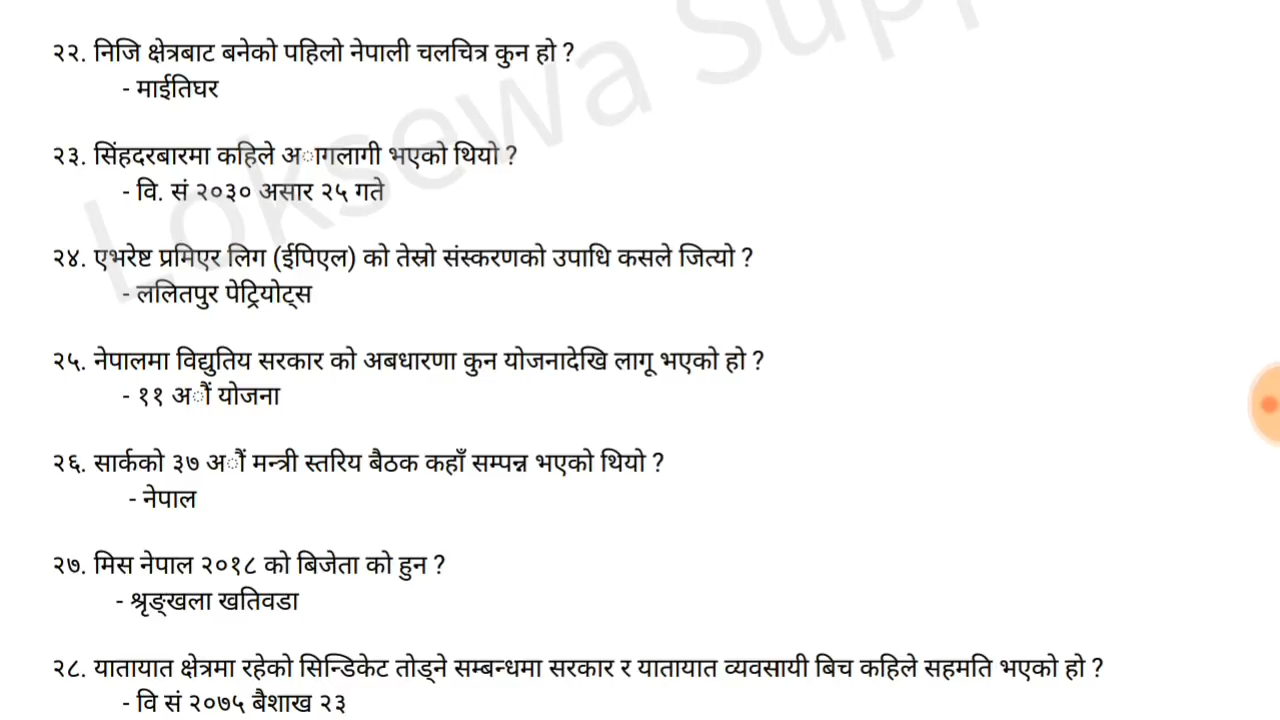 Loksewa Supp
२२. निजि क्षेत्रबाट बनेको पहिलो नेपाली चलचित्र कुन हो ?
- माईतिघर
२३. सिंहदरबारमा कहिले अागलागी भएको थियो ?
- वि. सं २०३० असार २५ गते
२४. एभरेष्ट प्रमिएर लिग (ईपिएल) को तेस्रो संस्करणको उपाधि कसले जित्यो ?
- ललितपुर पेट्रियोट्स
२५. नेपालमा विद्युतिय सरकार को अबधारणा कुन योजनादेखि लागू भएको हो ?
- ११ अाैं योजना
२६. सार्कको ३७ अाैं मन्त्री स्तरिय बैठक कहाँ सम्पन्न भएको थियो ?
- नेपाल
२७. मिस नेपाल २०१८ को बिजेता को हुन ?
- श्रृङ्खला खतिवडा
२८. यातायात क्षेत्रमा रहेको सिन्डिकेट तोड्ने सम्बन्धमा सरकार र यातायात व्यवसायी बिच कहिले सहमति भएको हो ?
- वि सं २०७५ बैशाख २३